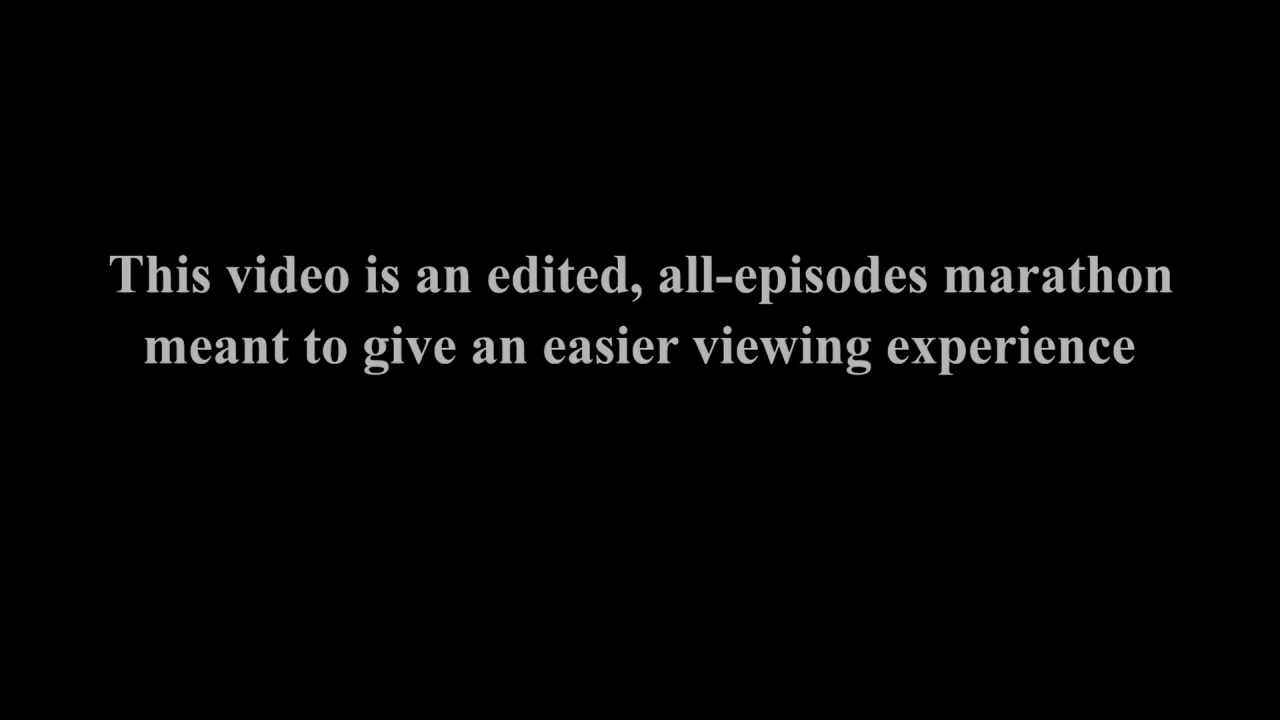 This video is an edited, all-episodes marathon
meant to give an easier viewing experience